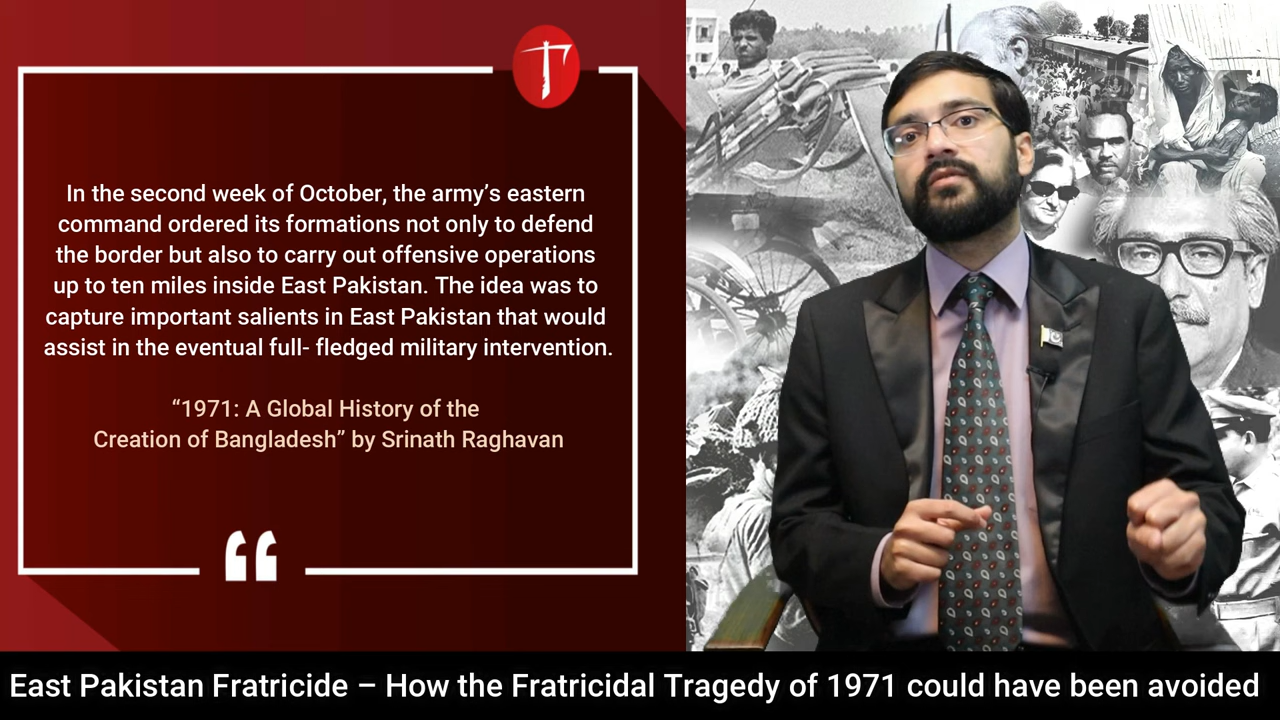 In the second week of October, the army’s eastern
command ordered its formations not only to defend
the border but also to carry out offensive operations
up to ten miles inside East Pakistan. The idea was to
capture important salients in East Pakistan that would
assist in the eventual full- fledged military intervention.
“1971: A Global History of the
Creation of Bangladesh” by Srinath Raghavan
East Pakistan Fratricide – How the Fratricidal Tragedy of 1971 could have been avoided